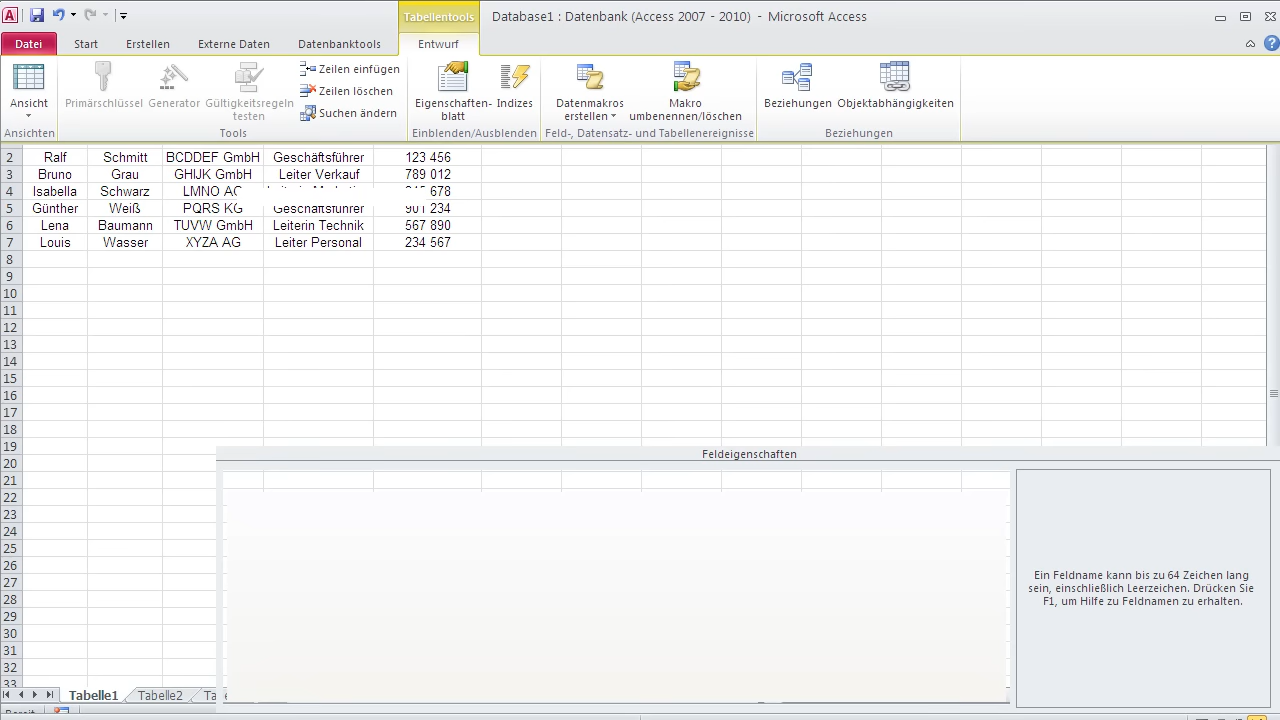 Tabellentools
Database1 : Datenbank (Access 2007 - 2010) - Microsoft Access
Datei Start Erstellen Externe Daten Datenbanktools Entwurf
Ansicht
Primärschlüssel Generator Gültigkeitsregeln testen
Zeilen einfügen
Zeilen löschen
Suchen ändern
Eigenschaften-
blatt
Indizes
Datenmakros
erstellen
Makro
umbenennen/löschen
Beziehungen Objektabhängigkeiten
Ansichten Tools Einblenden/Ausblenden Feld-, Datensatz- und Tabellenereignisse Beziehungen
2 Ralf Schmitt BCDDEF GmbH Geschäftsführer 123 456
3 Bruno Grau GHIJK GmbH Leiter Verkauf 789 012
4 Isabella Schwarz LMNO AG 678
5 Günther Weiß PQRS KG Geschäftsführer 901 234
6 Lena Baumann TUVW GmbH Leiterin Technik 567 890
7 Louis Wasser XYZA AG Leiter Personal 234 567
8
9
10
11
12
13
14
15
16
17
18
19
20
21
22
23
24
25
26
27
28
29
30
31
32
33
Feldeigenschaften
Ein Feldname kann bis zu 64 Zeichen lang
sein, einschließlich Leerzeichen. Drücken Sie
F1, um Hilfe zu Feldnamen zu erhalten.
Tabelle1 Tabelle2